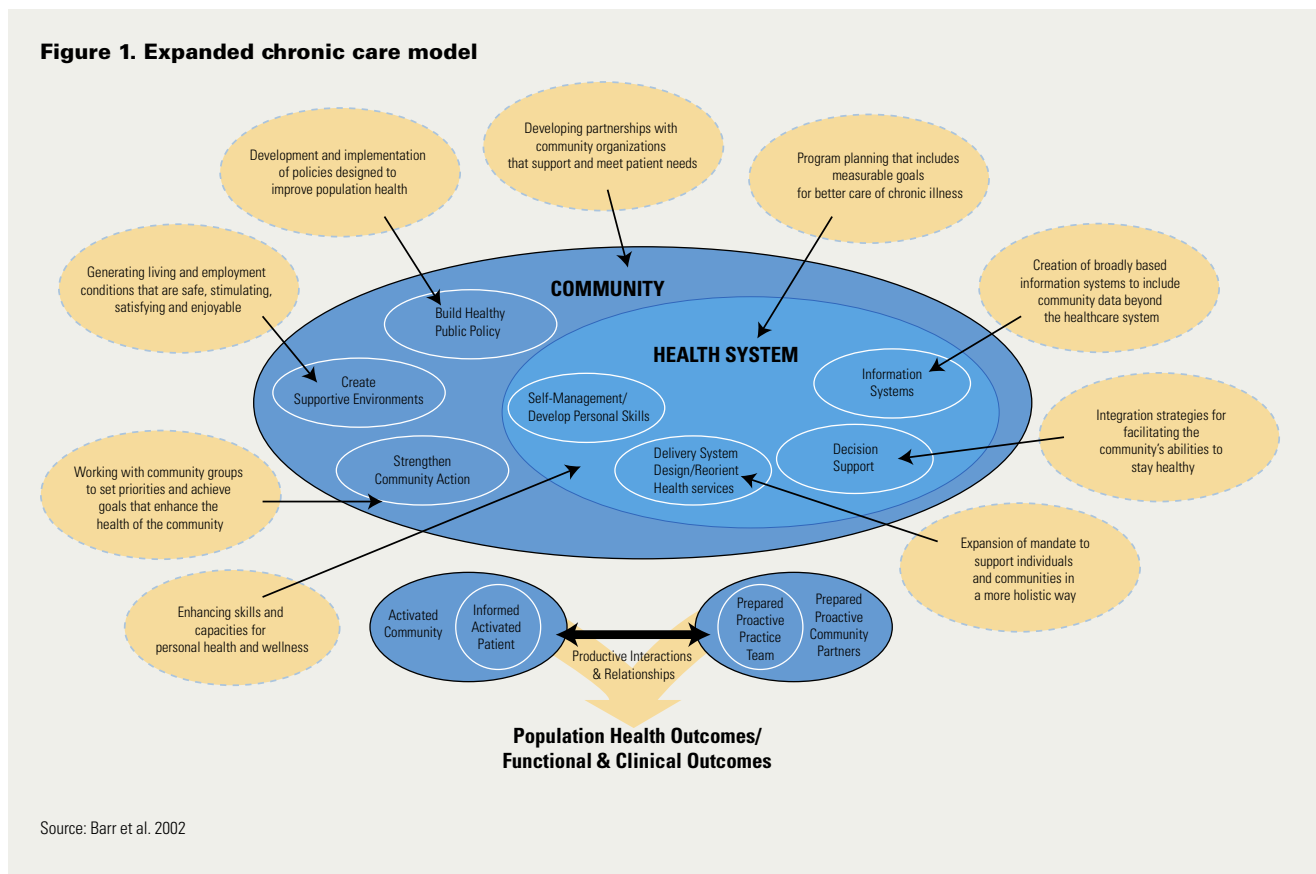 Figure 1. Expanded chronic care model
Developing partnerships with
community organizations
that support and meet patient needs
Development and implementation
of policies designed to
improve population health
Program planning that includes
measurable goals
for better care of chronic illness
Generating living and employment
conditions that are safe, stimulating,
satisfying and enjoyable
Creation of broadly based
information systems to include
community data beyond
the healthcare system
COMMUNITY
Build Healthy
Public Policy
HEALTH SYSTEM
Create
Supportive Environments
Self-Management/
Develop Personal Skills
Information
Systems
Integration strategies for
facilitating the
community's abilities to
stay healthy
Strengthen
Community Action
Delivery System
Design/Reorient
Health services
Decision
Support
Working with community groups
to set priorities and achieve
goals that enhance the
health of the community
Expansion of mandate to
support individuals
and communities in
a more holistic way
Enhancing skills and
capacities for
personal health and wellness
Activated
Community
Informed
Activated
Patient
Productive Interactions
& Relationships
Prepared
Proactive
Practice
Team
Prepared
Proactive
Community
Partners
Population Health Outcomes/
Functional & Clinical Outcomes
Source: Barr et al. 2002